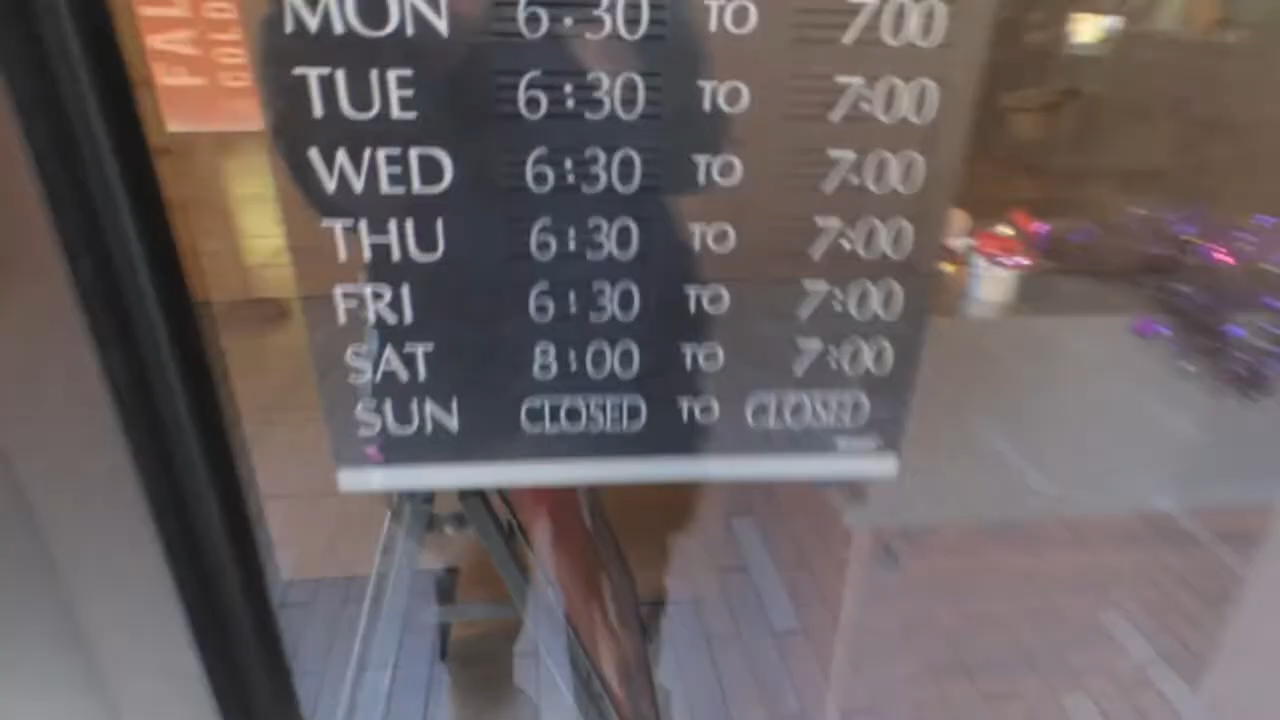 FAL
COLD
MON 6:30 TO 7:00
TUE 6:30 TO 7:00
WED 6:30 TO 7:00
THU 6:30 TO 7:00
FRI 6:30 TO 7:00
SAT 8:00 TO 7:00
SUN CLOSED TO CLOSED